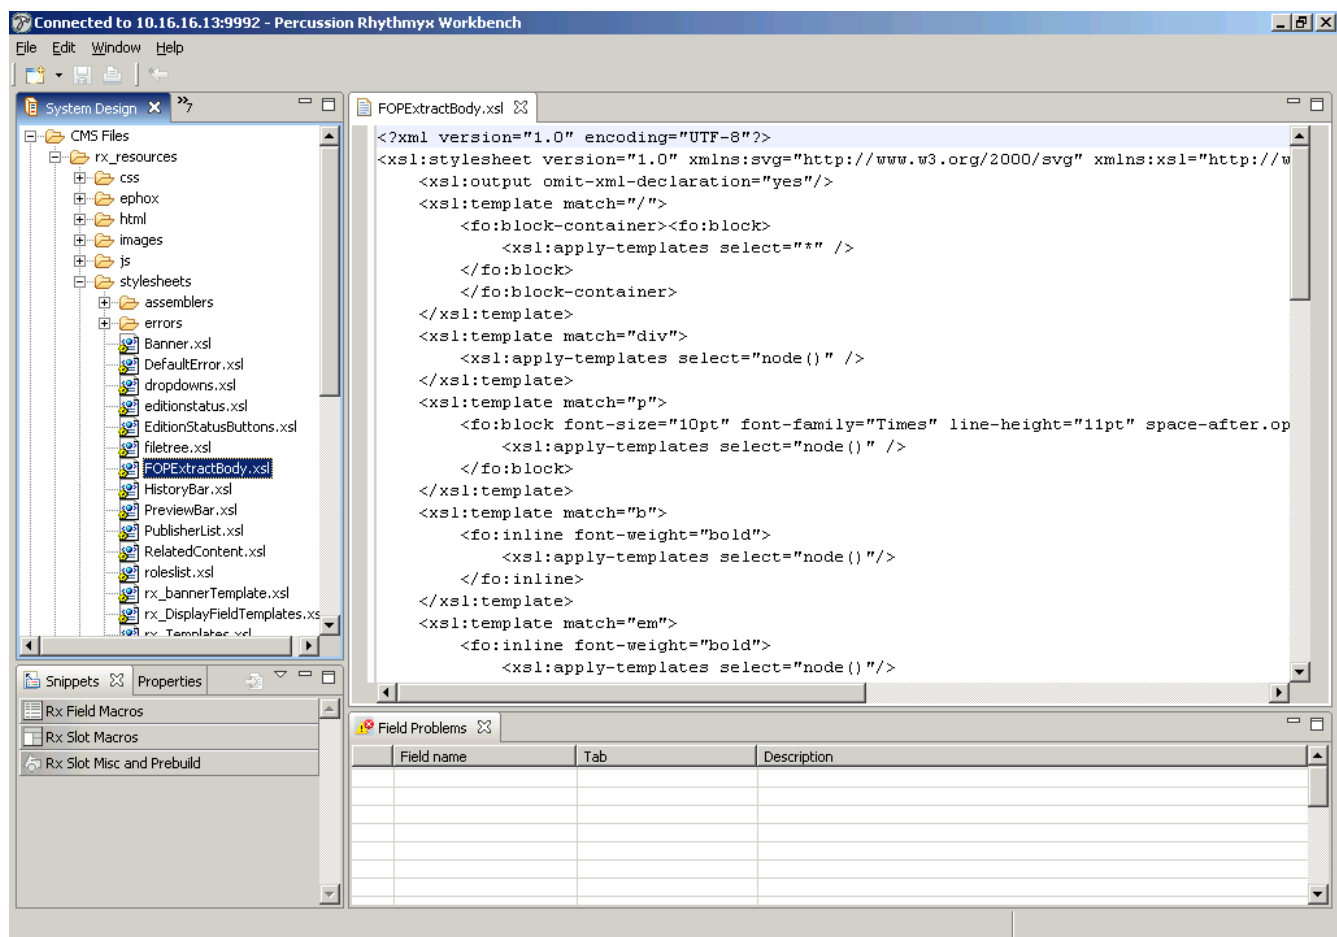 Connected to 10.16.16.13:9992 - Percussion Rhythmyx Workbench
File Edit Window Help
System Design
7
CMS Files
rx_resources
css
ephox
html
images
js
stylesheets
assemblers
errors
Banner.xsl
DefaultError.xsl
dropdowns.xsl
editionstatus.xsl
EditionStatusButtons.xsl
filetree.xsl
FOPExtractBody.xsl
HistoryBar.xsl
PreviewBar.xsl
PublisherList.xsl
RelatedContent.xsl
roleslist.xsl
rx_bannerTemplate.xsl
rx_DisplayFieldTemplates.xs
rx_Templates.xsl
Snippets Properties
Rx Field Macros
Rx Slot Macros
Rx Slot Misc and Prebuild
FOPExtractBody.xsl
<?xml version="1.0" encoding="UTF-8"?>
<xsl:stylesheet version="1.0" xmlns:svg="http://www.w3.org/2000/svg" xmlns:xsl="http://w
<xsl:output omit-xml-declaration="yes"/>
<xsl:template match="/">
<fo:block-container><fo:block>
<xsl:apply-templates select="*" />
</fo:block>
</fo:block-container>
</xsl:template>
<xsl:template match="div">
<xsl:apply-templates select="node()" />
</xsl:template>
<xsl:template match="p">
<fo:block font-size="10pt" font-family="Times" line-height="11pt" space-after.op
<xsl:apply-templates select="node()" />
</fo:block>
</xsl:template>
<xsl:template match="b">
<fo:inline font-weight="bold">
<xsl:apply-templates select="node()"/>
</fo:inline>
</xsl:template>
<xsl:template match="em">
<fo:inline font-weight="bold">
<xsl:apply-templates select="node()"/>
Field Problems
Field name Tab Description